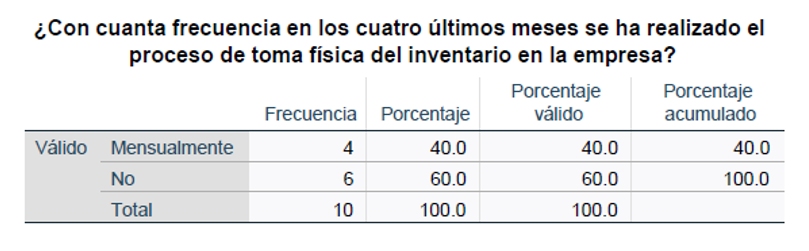 ¿Con cuanta frecuencia en los cuatro últimos meses se ha realizado el
proceso de toma física del inventario en la empresa?
Frecuencia Porcentaje Porcentaje válido Porcentaje acumulado
Válido Mensualmente 4 40.0 40.0 40.0
No 6 60.0 60.0 100.0
Total 10 100.0 100.0